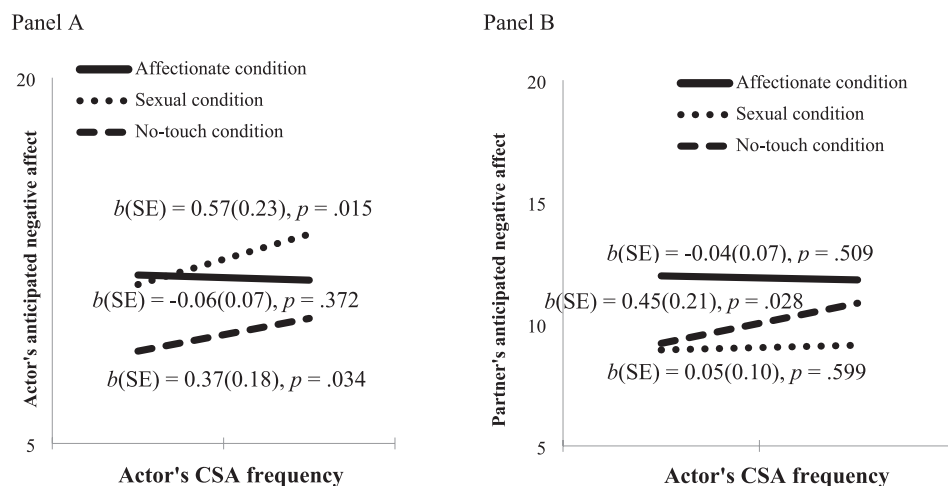 Panel A
20
Affectionate condition
Sexual condition
No-touch condition
Actor's anticipated negative affect
b(SE) = 0.57(0.23), p = .015
b(SE) = -0.06(0.07), p = .372
b(SE) = 0.37(0.18), p = .034
5
Actor's CSA frequency
Panel B
20
Affectionate condition
Sexual condition
No-touch condition
Partner's anticipated negative affect
15
b(SE) = -0.04(0.07), p = .509
b(SE) = 0.45(0.21), p = .028
10
b(SE) = 0.05(0.10), p = .599
5
Actor's CSA frequency